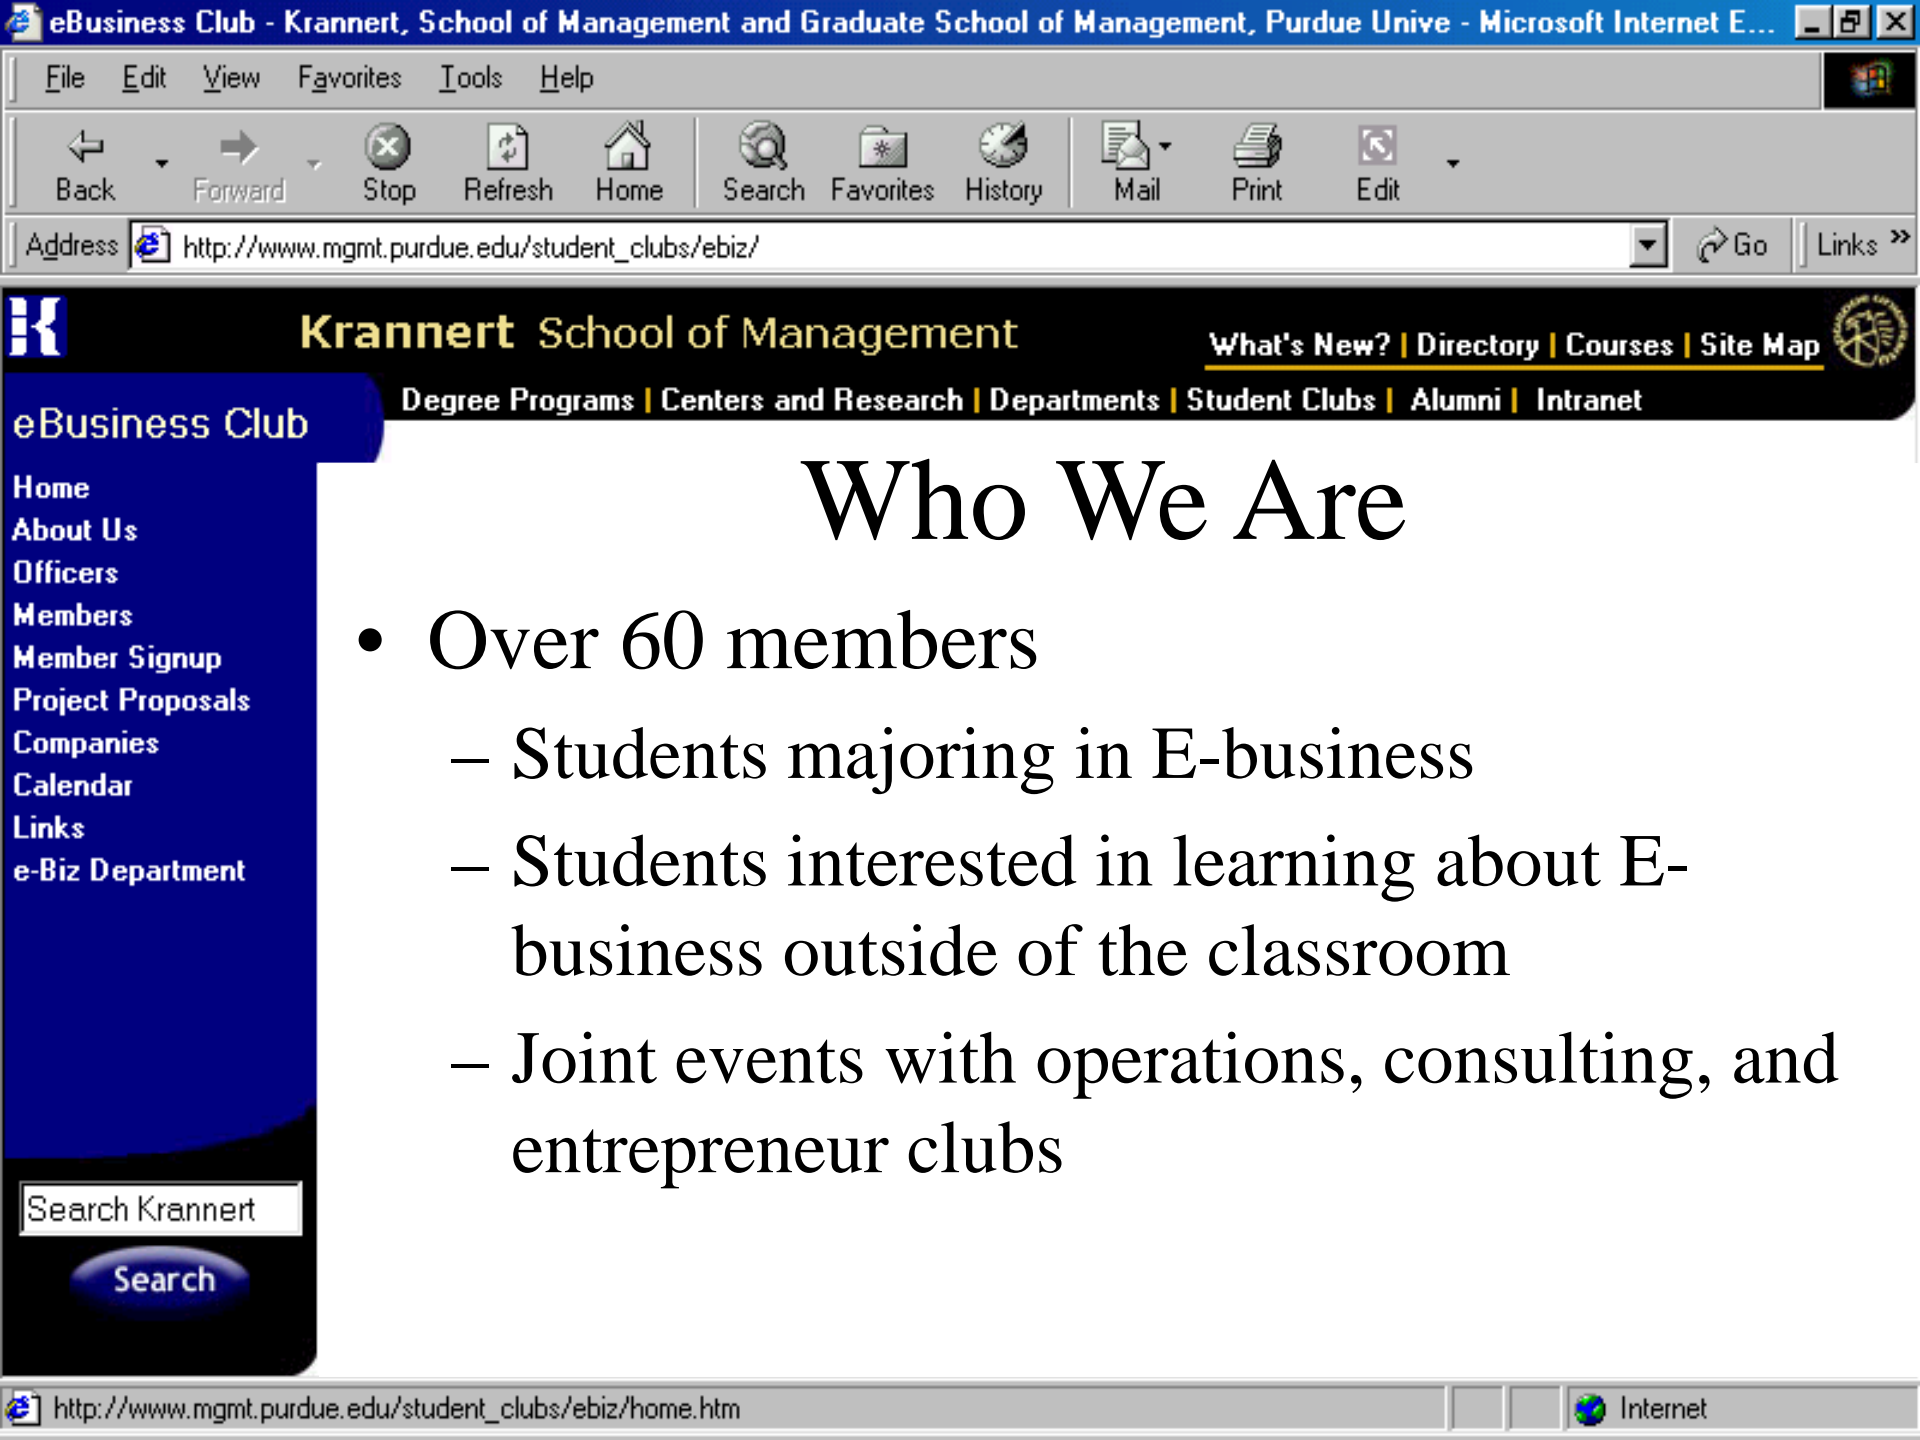 eBusiness Club - Krannert, School of Management and Graduate School of Management, Purdue Unive - Microsoft Internet E...
File Edit View Favorites Tools Help
Back Forward Stop Refresh Home Search Favorites History Mail Print Edit
Address http://www.mgmt.purdue.edu/student_clubs/ebiz/ Go Links »
K Krannert School of Management What's New? | Directory | Courses | Site Map
Degree Programs | Centers and Research | Departments | Student Clubs | Alumni | Intranet
eBusiness Club
Home
About Us
Officers
Members
Member Signup
Project Proposals
Companies
Calendar
Links
e-Biz Department
Search Krannert
Search
Who We Are
• Over 60 members
– Students majoring in E-business
– Students interested in learning about E-
business outside of the classroom
– Joint events with operations, consulting, and
entrepreneur clubs
http://www.mgmt.purdue.edu/student_clubs/ebiz/home.htm Internet